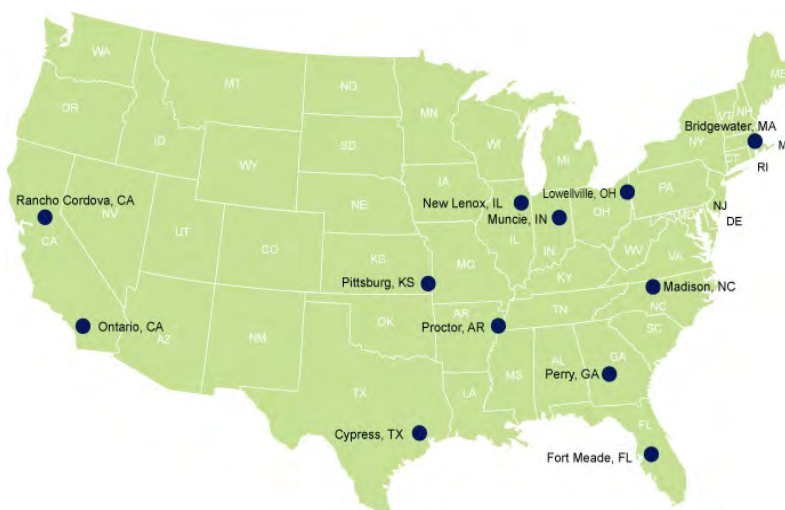 WA
MT
ND
MN
ME
OR
ID
SD
WI
MI
VT
NH
NY
Bridgewater, MA
M
CT
RI
WY
IA
NE
New Lenox, IL
Muncie, IN
Lowellville, OH
OH
PA
NJ
MD
DE
Rancho Cordova, CA
CA
NV
UT
CO
KS
MO
IL
IN
WV
VA
KY
Pittsburg, KS
Madison, NC
NC
Ontario, CA
AZ
NM
OK
AR
Proctor, AR
TN
SC
TX
LA
MS
AL
GA
Perry, GA
Cypress, TX
FL
Fort Meade, FL